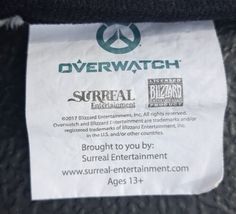 OVERWATCH
SURREAL
Entertainment
LICENSED
BLIZZARD
PRODUCT
©2017 Blizzard Entertainment, Inc. All rights reserved.
Overwatch and Blizzard Entertainment are trademarks and/or
registered trademarks of Blizzard Entertainment, Inc.
in the U.S. and/or other countries.
Brought to you by:
Surreal Entertainment
www.surreal-entertainment.com
Ages 13+